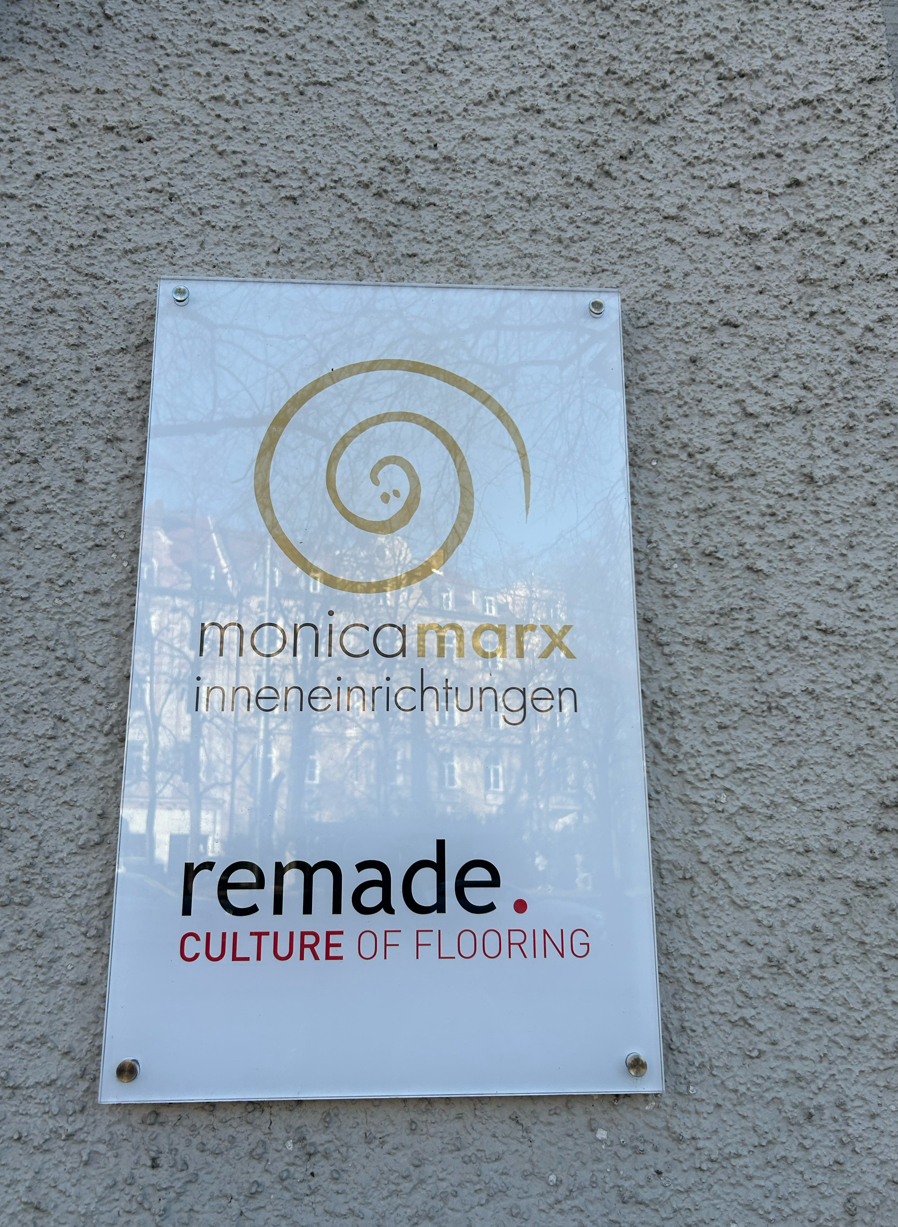 monicamarx
inneneinrichtungen
remade.
CULTURE OF FLOORING